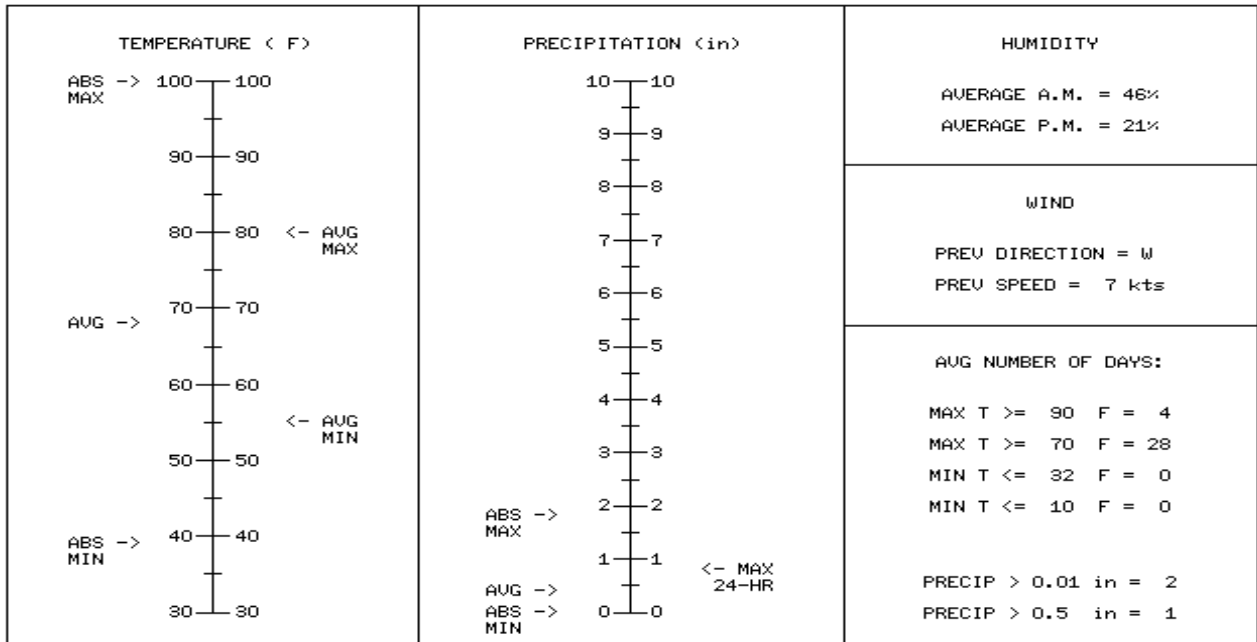 TEMPERATURE ( F)
ABS -> 100 100
MAX
90 90
80 80 <- AVG
MAX
70 70
AVG ->
60 60
<- AVG
MIN
50 50
40 40
ABS ->
MIN
30 30
PRECIPITATION (in)
10 10
9 9
8 8
7 7
6 6
5 5
4 4
3 3
2 2
ABS ->
MAX
1 1
<- MAX
24-HR
AVG ->
ABS -> 0 0
MIN
HUMIDITY
AVERAGE A.M. = 46%
AVERAGE P.M. = 21%
WIND
PREV DIRECTION = W
PREV SPEED = 7 kts
AVG NUMBER OF DAYS:
MAX T >= 90 F = 4
MAX T >= 70 F = 28
MIN T <= 32 F = 0
MIN T <= 10 F = 0
PRECIP > 0.01 in = 2
PRECIP > 0.5 in = 1